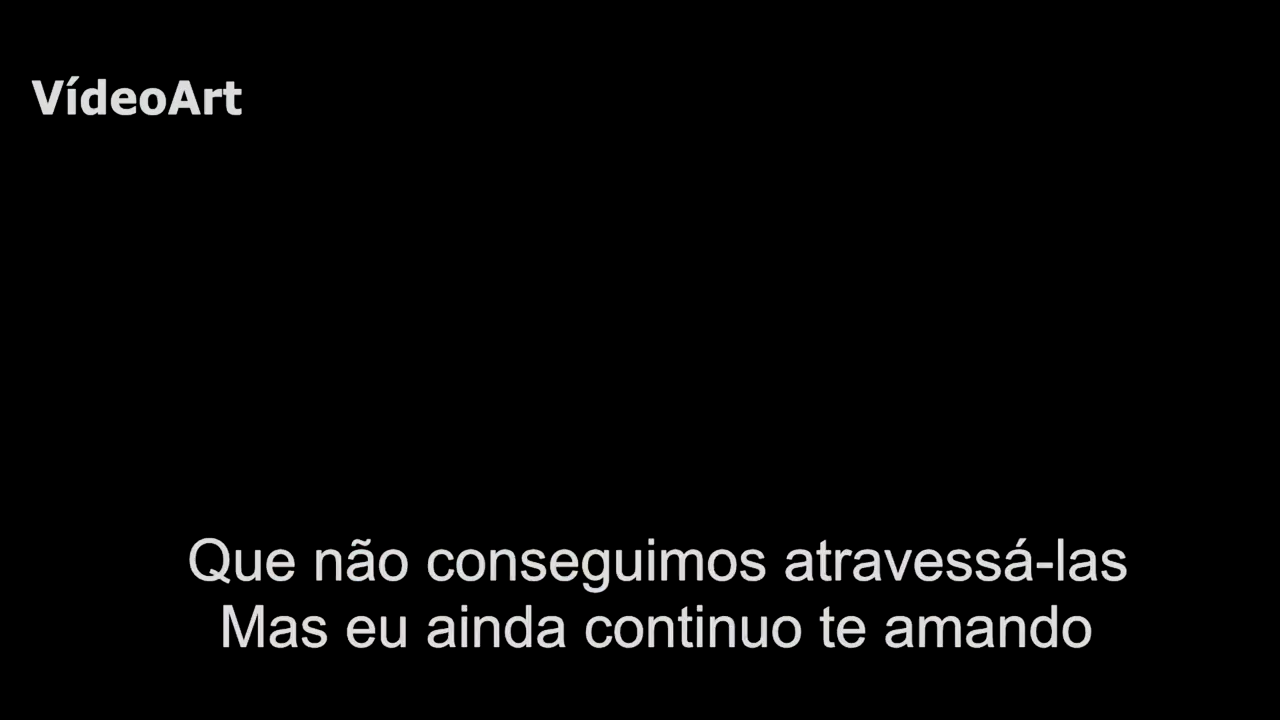 VídeoArt
Que não conseguimos atravessá-las
Mas eu ainda continuo te amando